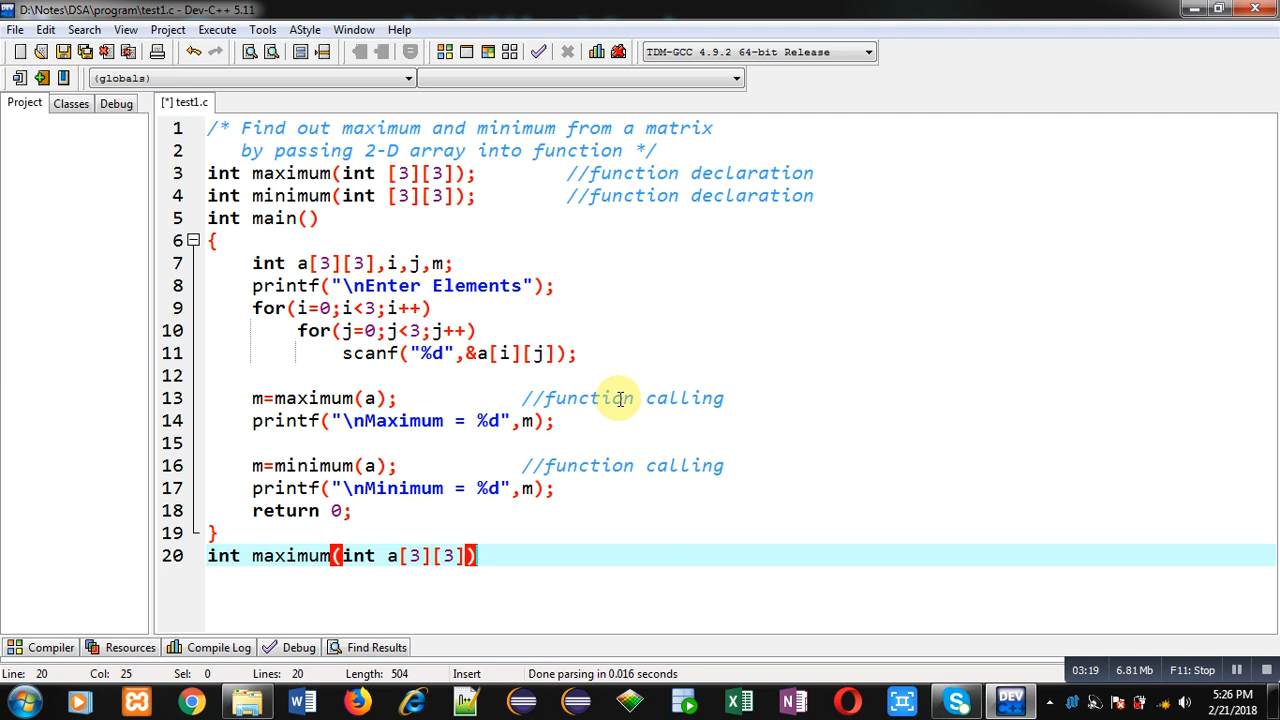 D:\Notes\DSA\program\test1.c - Dev-C++ 5.11
File Edit Search View Project Execute Tools AStyle Window Help
TDM-GCC 4.9.2 64-bit Release
(globals)
Project Classes Debug [*] test1.c
1 /* Find out maximum and minimum from a matrix
2 by passing 2-D array into function */
3 int maximum(int [3][3]); //function declaration
4 int minimum(int [3][3]); //function declaration
5 int main()
6 {
7 int a[3][3],i,j,m;
8 printf("\nEnter Elements");
9 for(i=0;i<3;i++)
10 for(j=0;j<3;j++)
11 scanf("%d",&a[i][j]);
12
13 m=maximum(a); //function calling
14 printf("\nMaximum = %d",m);
15
16 m=minimum(a); //function calling
17 printf("\nMinimum = %d",m);
18 return 0;
19 }
20 int maximum(int a[3][3])
Compiler Resources Compile Log Debug Find Results
Line: 20 Col: 25 Sel: 0 Lines: 20 Length: 504 Insert Done parsing in 0.016 seconds
03:19 6.81 Mb F11: Stop
5:26 PM
2/21/2018